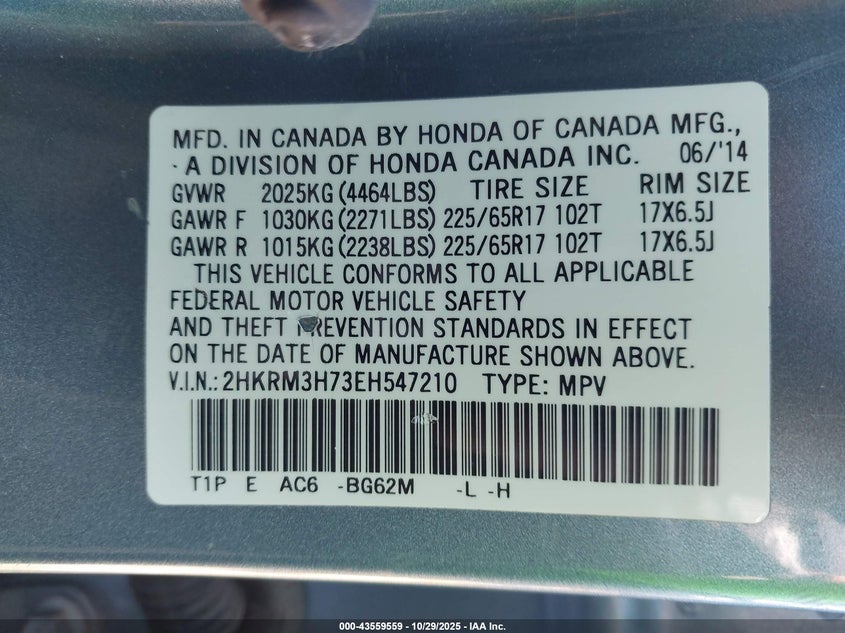 MFD. IN CANADA BY HONDA OF CANADA MFG.,
A DIVISION OF HONDA CANADA INC. 06/'14
GVWR 2025KG (4464LBS) TIRE SIZE RIM SIZE
GAWR F 1030KG (2271LBS) 225/65R17 102T 17X6.5J
GAWR R 1015KG (2238LBS) 225/65R17 102T 17X6.5J
THIS VEHICLE CONFORMS TO ALL APPLICABLE
FEDERAL MOTOR VEHICLE SAFETY
AND THEFT PREVENTION STANDARDS IN EFFECT
ON THE DATE OF MANUFACTURE SHOWN ABOVE.
V.I.N.: 2HKRM3H73EH547210 TYPE: MPV
T1P E AC6 -BG62M -L -H
000-43559559 - 10/29/2025 - IAA Inc.